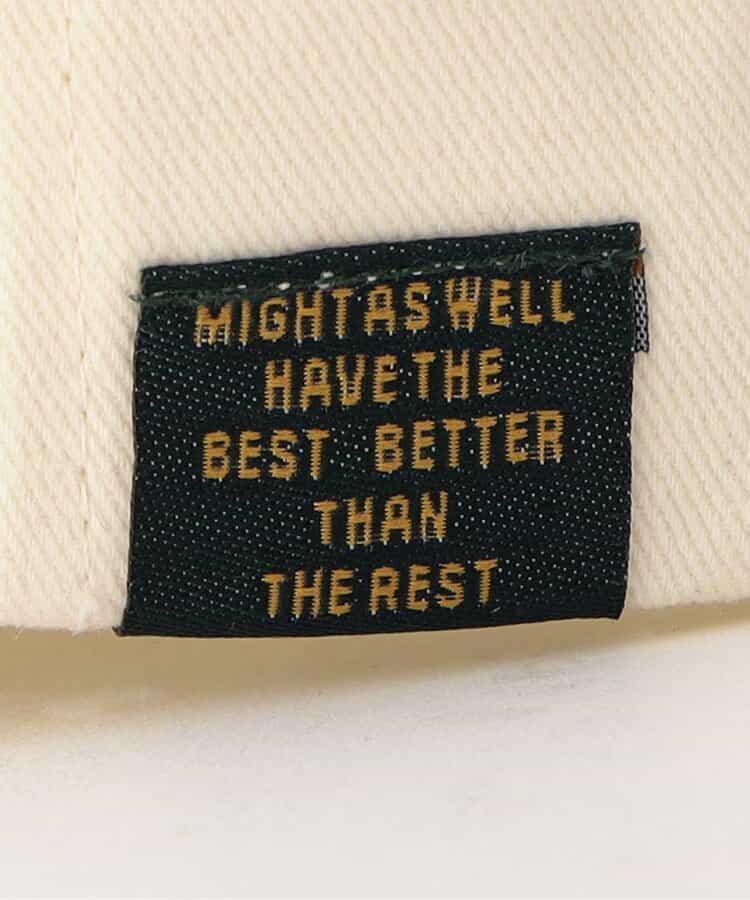 MIGHT AS WELL
HAVE THE
BEST BETTER
THAN
THE REST